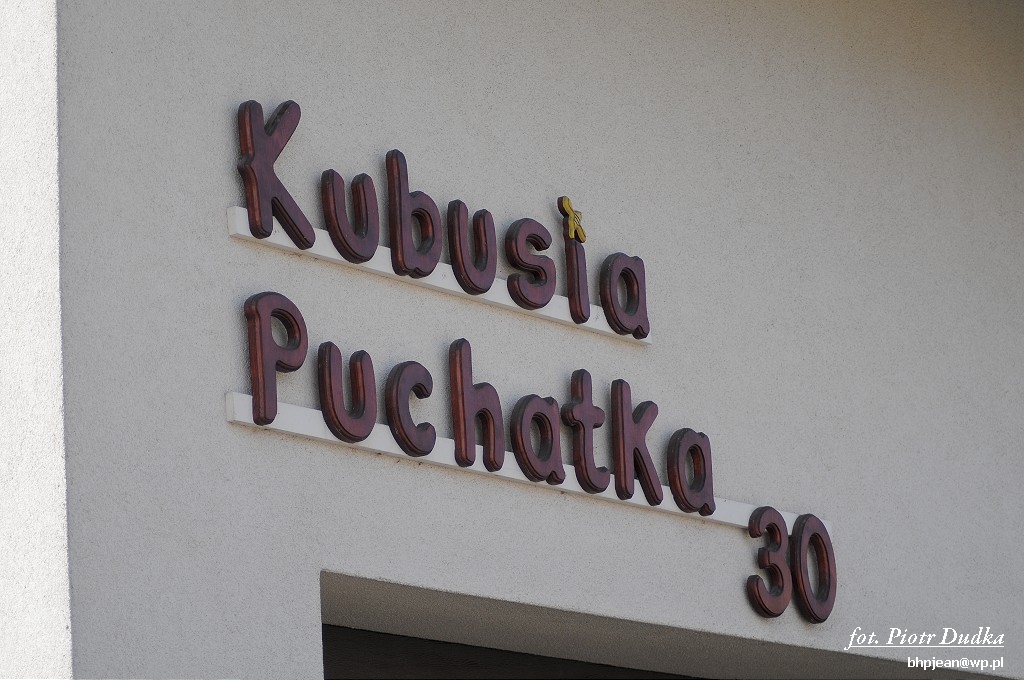 Kubusia
Puchatka
30
fot. Piotr Dudka
bhpjean@wp.pl